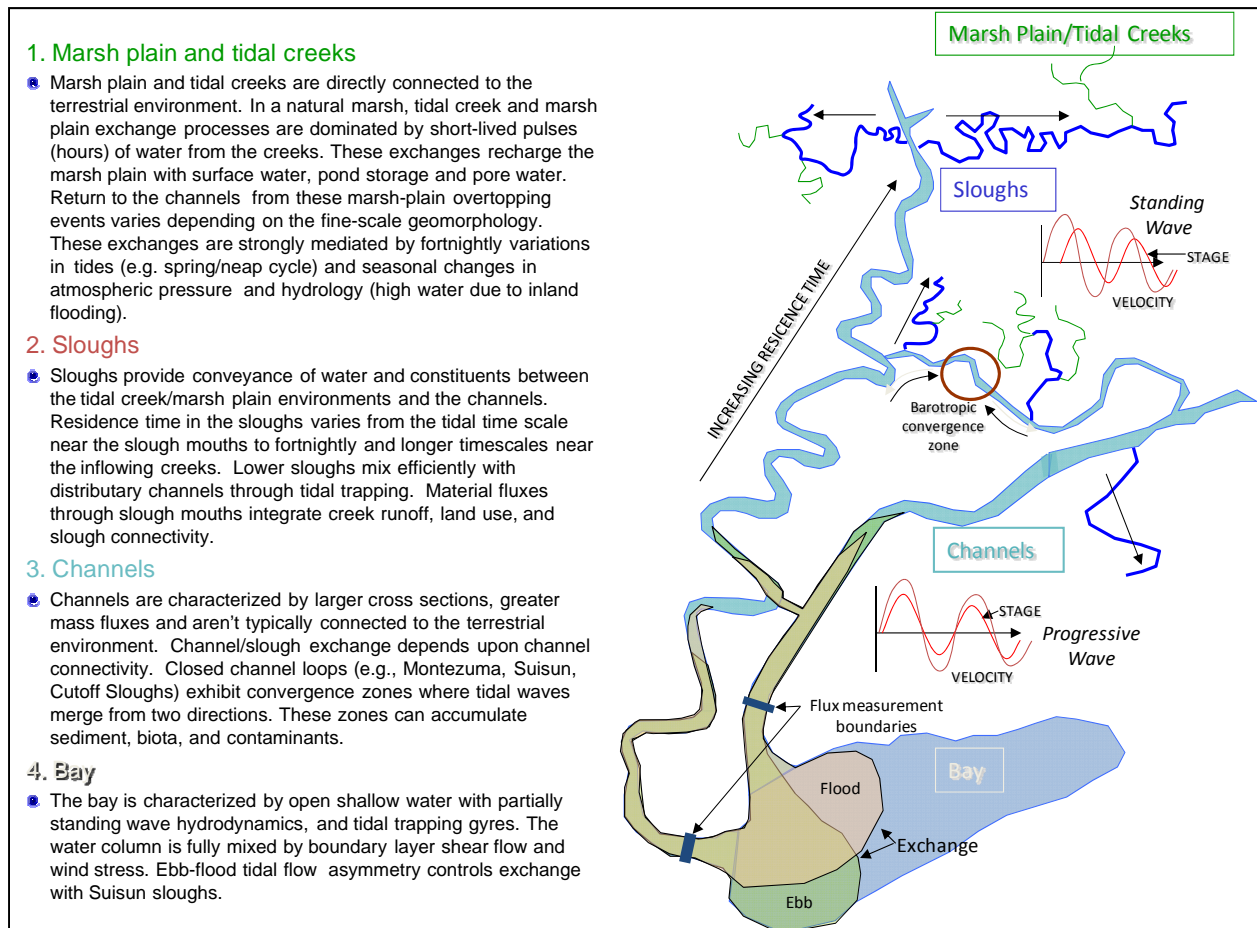 1. Marsh plain and tidal creeks
Marsh plain and tidal creeks are directly connected to the
terrestrial environment. In a natural marsh, tidal creek and marsh
plain exchange processes are dominated by short-lived pulses
(hours) of water from the creeks. These exchanges recharge the
marsh plain with surface water, pond storage and pore water.
Return to the channels from these marsh-plain overtopping
events varies depending on the fine-scale geomorphology.
These exchanges are strongly mediated by fortnightly variations
in tides (e.g. spring/neap cycle) and seasonal changes in
atmospheric pressure and hydrology (high water due to inland
flooding).
2. Sloughs
Sloughs provide conveyance of water and constituents between
the tidal creek/marsh plain environments and the channels.
Residence time in the sloughs varies from the tidal time scale
near the slough mouths to fortnightly and longer timescales near
the inflowing creeks. Lower sloughs mix efficiently with
distributary channels through tidal trapping. Material fluxes
through slough mouths integrate creek runoff, land use, and
slough connectivity.
3. Channels
Channels are characterized by larger cross sections, greater
mass fluxes and aren't typically connected to the terrestrial
environment. Channel/slough exchange depends upon channel
connectivity. Closed channel loops (e.g., Montezuma, Suisun,
Cutoff Sloughs) exhibit convergence zones where tidal waves
merge from two directions. These zones can accumulate
sediment, biota, and contaminants.
4. Bay
The bay is characterized by open shallow water with partially
standing wave hydrodynamics, and tidal trapping gyres. The
water column is fully mixed by boundary layer shear flow and
wind stress. Ebb-flood tidal flow asymmetry controls exchange
with Suisun sloughs.
Marsh Plain/Tidal Creeks
Sloughs
Standing
Wave
STAGE
VELOCITY
INCREASING RESICENCE TIME
Barotropic
convergence
zone
Channels
STAGE
Progressive
Wave
VELOCITY
Flux measurement
boundaries
Bay
Flood
Exchange
Ebb